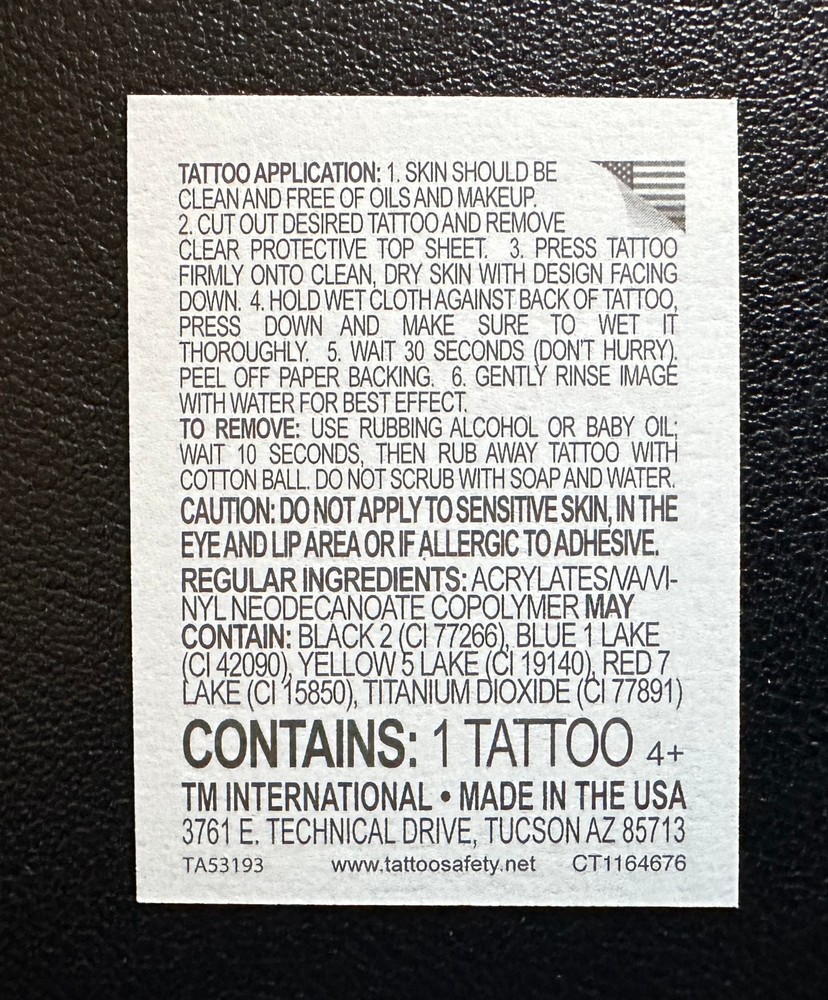 TATTOO APPLICATION: 1. SKIN SHOULD BE
CLEAN AND FREE OF OILS AND MAKEUP.
2. CUT OUT DESIRED TATTOO AND REMOVE
CLEAR PROTECTIVE TOP SHEET. 3. PRESS TATTOO
FIRMLY ONTO CLEAN, DRY SKIN WITH DESIGN FACING
DOWN. 4. HOLD WET CLOTH AGAINST BACK OF TATTOO,
PRESS DOWN AND MAKE SURE TO WET IT
THOROUGHLY. 5. WAIT 30 SECONDS (DON'T HURRY).
PEEL OFF PAPER BACKING. 6. GENTLY RINSE IMAGE
WITH WATER FOR BEST EFFECT.
TO REMOVE: USE RUBBING ALCOHOL OR BABY OIL;
WAIT 10 SECONDS, THEN RUB AWAY TATTOO WITH
COTTON BALL. DO NOT SCRUB WITH SOAP AND WATER.
CAUTION: DO NOT APPLY TO SENSITIVE SKIN, IN THE
EYE AND LIP AREA OR IF ALLERGIC TO ADHESIVE.
REGULAR INGREDIENTS: ACRYLATES/VA/VI-
NYL NEODECANOATE COPOLYMER MAY
CONTAIN: BLACK 2 (CI 77266), BLUE 1 LAKE
(CI 42090), YELLOW 5 LAKE (CI 19140), RED 7
LAKE (CI 15850), TITANIUM DIOXIDE (CI 77891)
CONTAINS: 1 TATTOO 4+
TM INTERNATIONAL • MADE IN THE USA
3761 E. TECHNICAL DRIVE, TUCSON AZ 85713
TA53193 www.tattoosafety.net CT1164676